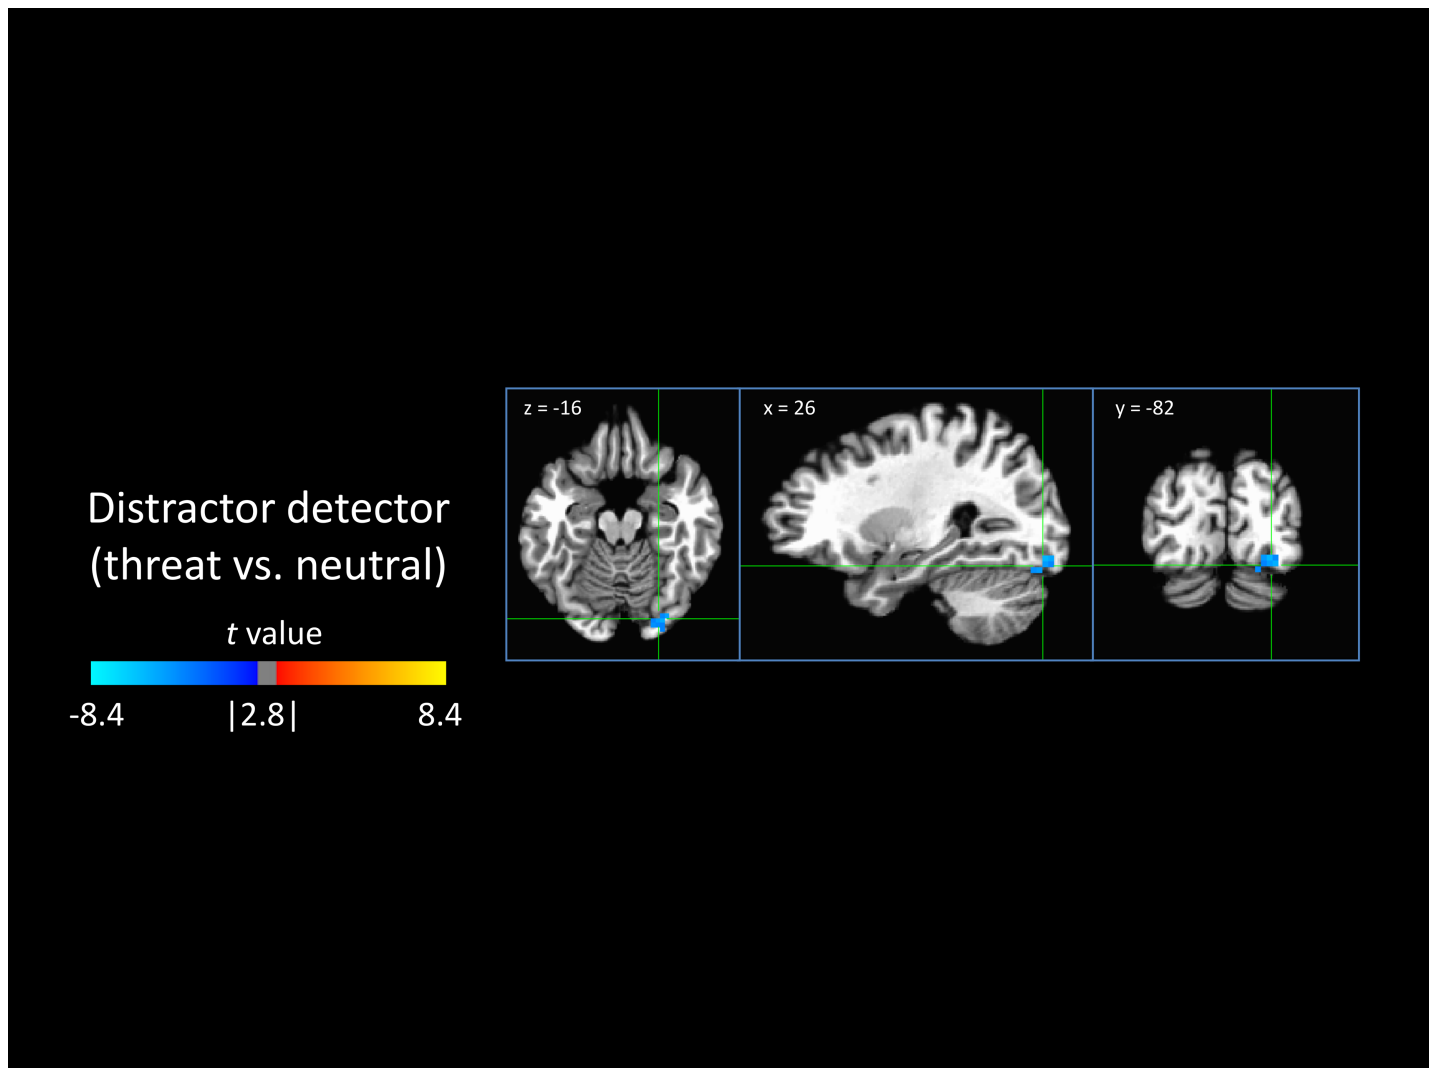 Distractor detector
(threat vs. neutral)
t value
-8.4 |2.8| 8.4
z = -16 x = 26 y = -82